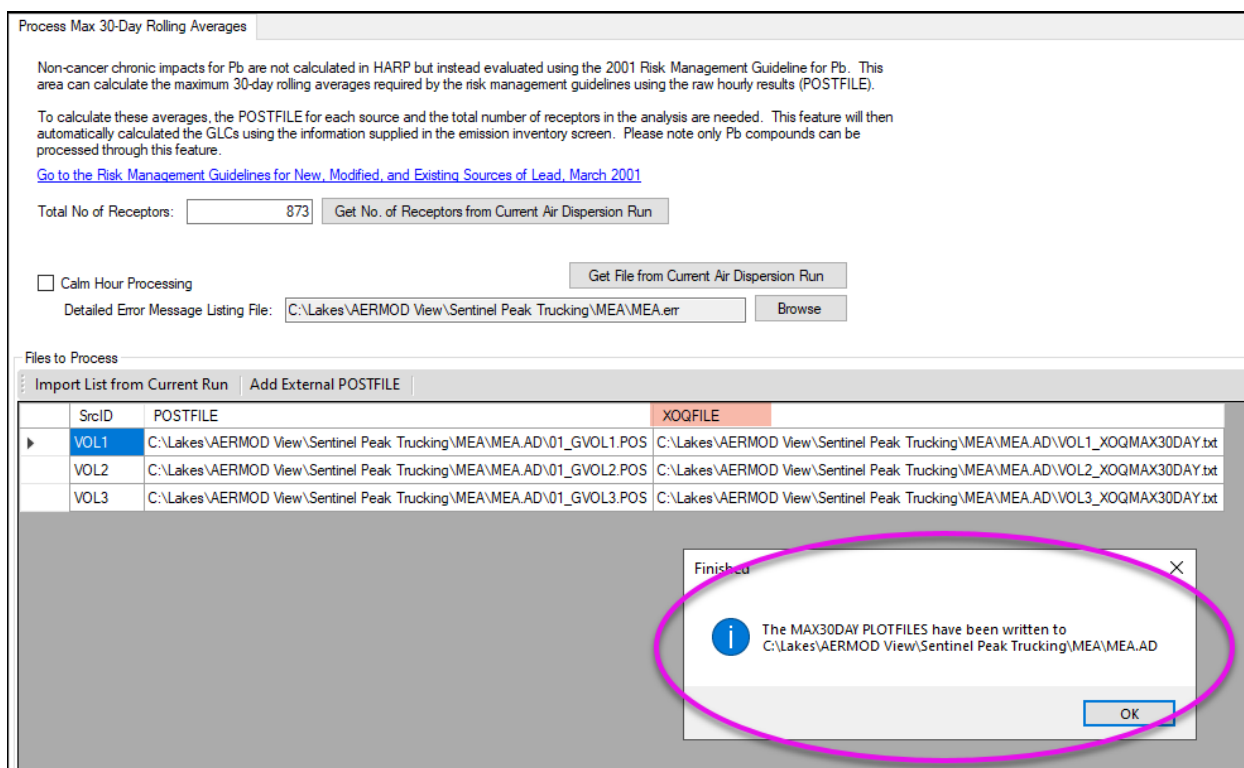 Process Max 30-Day Rolling Averages
Non-cancer chronic impacts for Pb are not calculated in HARP but instead evaluated using the 2001 Risk Management Guideline for Pb. This
area can calculate the maximum 30-day rolling averages required by the risk management guidelines using the raw hourly results (POSTFILE).
To calculate these averages, the POSTFILE for each source and the total number of receptors in the analysis are needed. This feature will then
automatically calculated the GLCs using the information supplied in the emission inventory screen. Please note only Pb compounds can be
processed through this feature.
Go to the Risk Management Guidelines for New, Modified, and Existing Sources of Lead, March 2001
Total No of Receptors: 873 Get No. of Receptors from Current Air Dispersion Run
Get File from Current Air Dispersion Run
Calm Hour Processing
Detailed Error Message Listing File: C:\Lakes\AERMOD View\Sentinel Peak Trucking\MEA\MEA.err Browse
Files to Process
Import List from Current Run Add External POSTFILE
SrcID POSTFILE XOQFILE
VOL1 C:\Lakes\AERMOD View\Sentinel Peak Trucking\MEA\MEA.AD\01_GVOL1.POS C:\Lakes\AERMOD View\Sentinel Peak Trucking\MEA\MEA.AD\VOL1_XOQMAX30DAY.txt
VOL2 C:\Lakes\AERMOD View\Sentinel Peak Trucking\MEA\MEA.AD\01_GVOL2.POS C:\Lakes\AERMOD View\Sentinel Peak Trucking\MEA\MEA.AD\VOL2_XOQMAX30DAY.txt
VOL3 C:\Lakes\AERMOD View\Sentinel Peak Trucking\MEA\MEA.AD\01_GVOL3.POS C:\Lakes\AERMOD View\Sentinel Peak Trucking\MEA\MEA.AD\VOL3_XOQMAX30DAY.txt
Finished
The MAX30DAY PLOTFILES have been written to
C:\Lakes\AERMOD View\Sentinel Peak Trucking\MEA\MEA.AD
OK